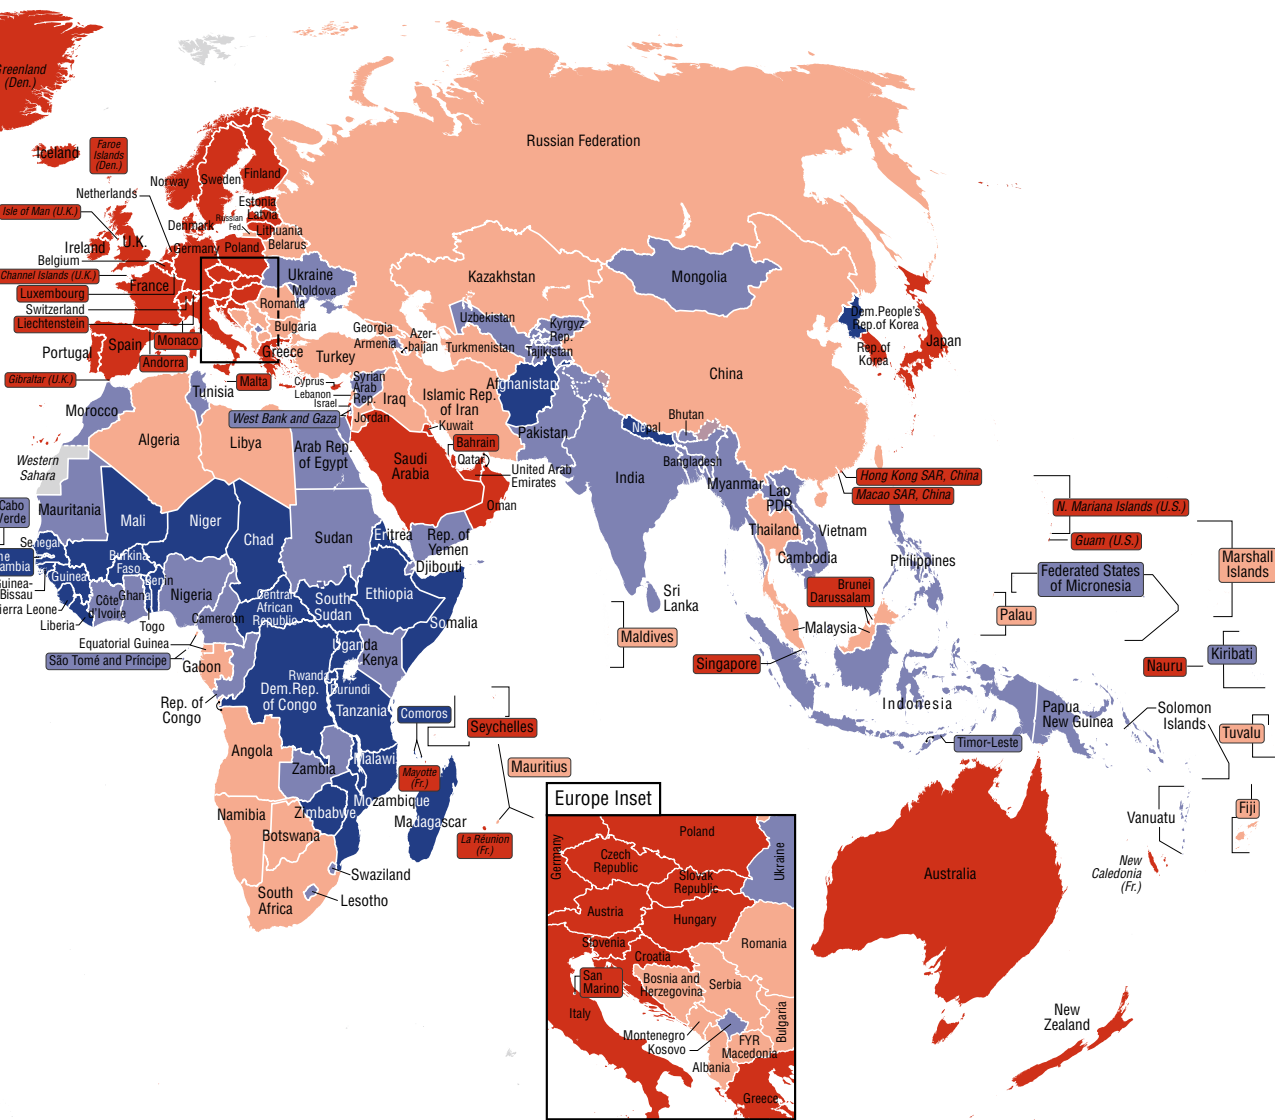 Greenland
(Den.)
Iceland
Faroe
Islands
(Den.)
Norway
Sweden
Finland
Russian Federation
Netherlands
Estonia
Latvia
Isle of Man (U.K.)
Denmark
Russian
Fed.
Lithuania
Ireland
U.K.
Germany
Poland
Belarus
Belgium
Channel Islands (U.K.)
France
Ukraine
Moldova
Kazakhstan
Mongolia
Luxembourg
Switzerland
Romania
Liechtenstein
Bulgaria
Georgia
Uzbekistan
Kyrgyz
Rep.
Dem.People's
Rep.of Korea
Portugal
Spain
Monaco
Andorra
Greece
Turkey
Armenia
Azer-
baijan
Turkmenistan
Tajikistan
Rep.of
Korea
Japan
Gibraltar (U.K.)
Malta
Tunisia
Cyprus
Lebanon
Israel
Syrian
Arab
Rep.
Iraq
Islamic Rep.
of Iran
Afghanistan
China
Morocco
West Bank and Gaza
Jordan
Kuwait
Pakistan
Nepal
Bhutan
Algeria
Libya
Arab Rep.
of Egypt
Saudi
Arabia
Bahrain
Qatar
United Arab
Emirates
Oman
India
Bangladesh
Myanmar
Lao
PDR
Hong Kong SAR, China
Macao SAR, China
Western
Sahara
Cabo
Verde
Mauritania
Mali
Niger
Chad
Sudan
Eritrea
Rep. of
Yemen
Djibouti
Thailand
Vietnam
Cambodia
Philippines
N. Mariana Islands (U.S.)
Guam (U.S.)
Marshall
Islands
Federated States
of Micronesia
Palau
Senegal
Guinea-
Bissau
Guinea
Burkina
Faso
Benin
Nigeria
Ghana
Côte
d'Ivoire
Liberia
Togo
Cameroon
Central
African
Republic
South
Sudan
Ethiopia
Somalia
Sri
Lanka
Maldives
Brunei
Darussalam
Malaysia
Singapore
Nauru
Kiribati
Equatorial Guinea
São Tomé and Príncipe
Gabon
Rep. of
Congo
Dem.Rep.
of Congo
Uganda
Kenya
Rwanda
Burundi
Tanzania
Comoros
Seychelles
Indonesia
Papua
New Guinea
Solomon
Islands
Timor-Leste
Tuvalu
Angola
Zambia
Malawi
Mayotte
(Fr.)
Mauritius
Mozambique
Zimbabwe
Madagascar
Namibia
Botswana
La Réunion
(Fr.)
Swaziland
Lesotho
South
Africa
Vanuatu
Fiji
New
Caledonia
(Fr.)
Australia
New
Zealand
Europe Inset
Germany
Poland
Czech
Republic
Ukraine
Slovak
Republic
Austria
Hungary
Slovenia
Croatia
Romania
San
Marino
Bosnia and
Herzegovina
Serbia
Italy
Bulgaria
Montenegro
Kosovo
FYR
Macedonia
Albania
Greece